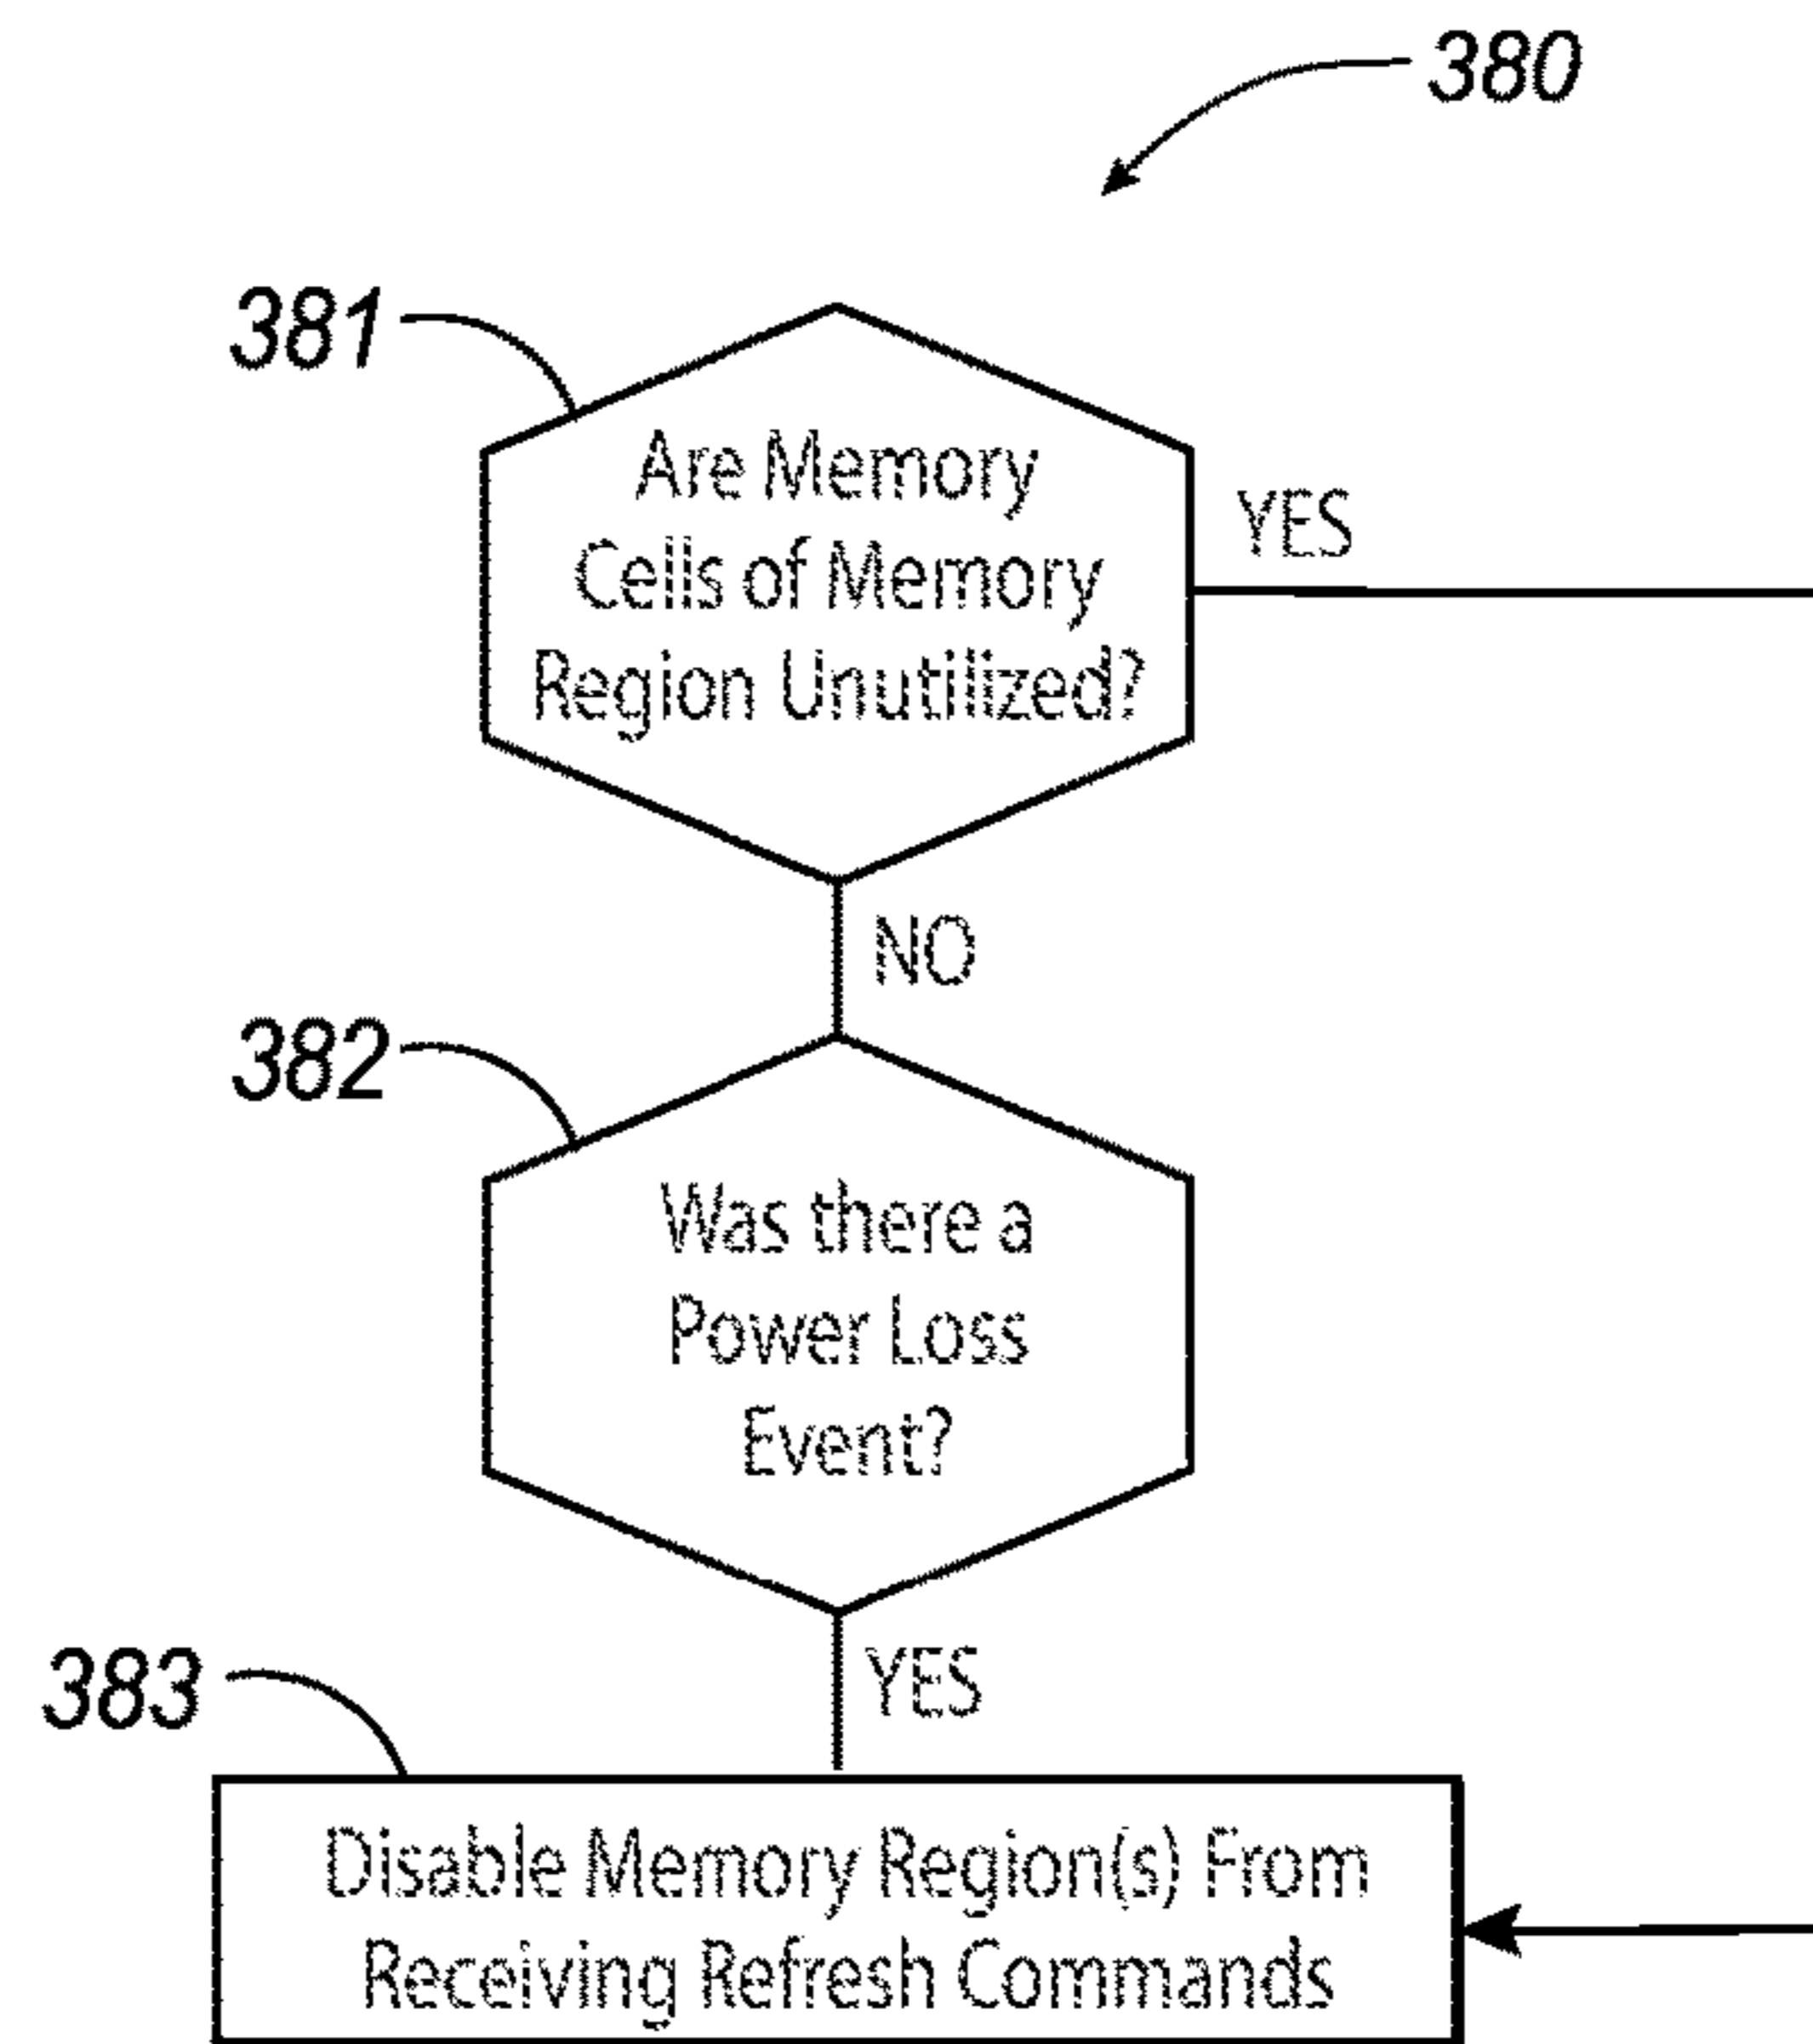 380
381
Are Memory
Cells of Memory
Region Unutilized?
YES
NO
382
Was there a
Power Loss
Event?
YES
383
Disable Memory Region(s) From
Receiving Refresh Commands